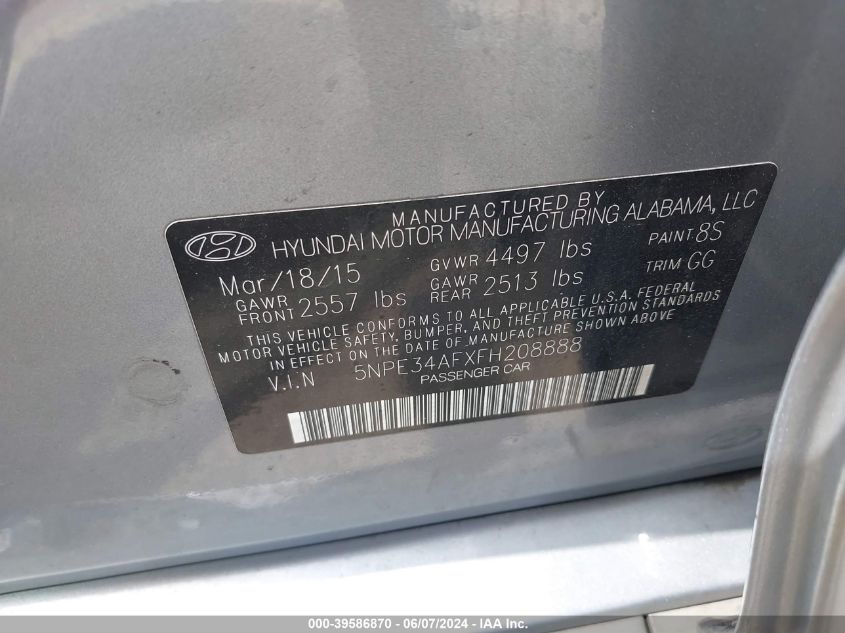 MANUFACTURED BY
HYUNDAI MOTOR MANUFACTURING ALABAMA, LLC
Mar/18/15 GVWR 4497 lbs PAINT 8S
GAWR FRONT 2557 lbs GAWR REAR 2513 lbs TRIM GG
THIS VEHICLE CONFORMS TO ALL APPLICABLE U.S.A. FEDERAL
MOTOR VEHICLE SAFETY, BUMPER, AND THEFT PREVENTION STANDARDS
IN EFFECT ON THE DATE OF MANUFACTURE SHOWN ABOVE
V.I.N 5NPE34AFXFH208888
PASSENGER CAR
000-39586870 - 06/07/2024 - IAA Inc.